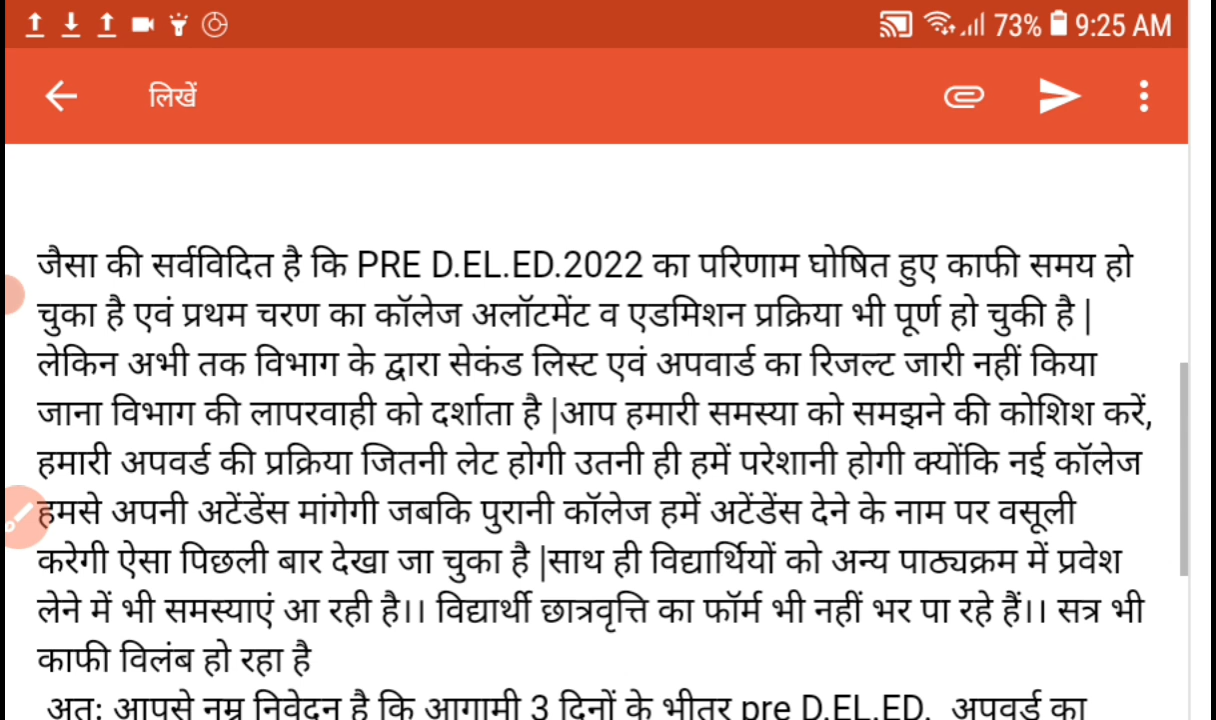 73% 9:25 AM
लिखें
जैसा की सर्वविदित है कि PRE D.EL.ED.2022 का परिणाम घोषित हुए काफी समय हो
चुका है एवं प्रथम चरण का कॉलेज अलॉटमेंट व एडमिशन प्रक्रिया भी पूर्ण हो चुकी है |
लेकिन अभी तक विभाग के द्वारा सेकंड लिस्ट एवं अपवार्ड का रिजल्ट जारी नहीं किया
जाना विभाग की लापरवाही को दर्शाता है |आप हमारी समस्या को समझने की कोशिश करें,
हमारी अपवर्ड की प्रक्रिया जितनी लेट होगी उतनी ही हमें परेशानी होगी क्योंकि नई कॉलेज
हमसे अपनी अटेंडेंस मांगेगी जबकि पुरानी कॉलेज हमें अटेंडेंस देने के नाम पर वसूली
करेगी ऐसा पिछली बार देखा जा चुका है |साथ ही विद्यार्थियों को अन्य पाठ्यक्रम में प्रवेश
लेने में भी समस्याएं आ रही है।। विद्यार्थी छात्रवृत्ति का फॉर्म भी नहीं भर पा रहे हैं।। सत्र भी
काफी विलंब हो रहा है
अतः आपसे नम्र निवेदन है कि आगामी 3 दिनों के भीतर pre D.EL.ED. अपवर्ड का